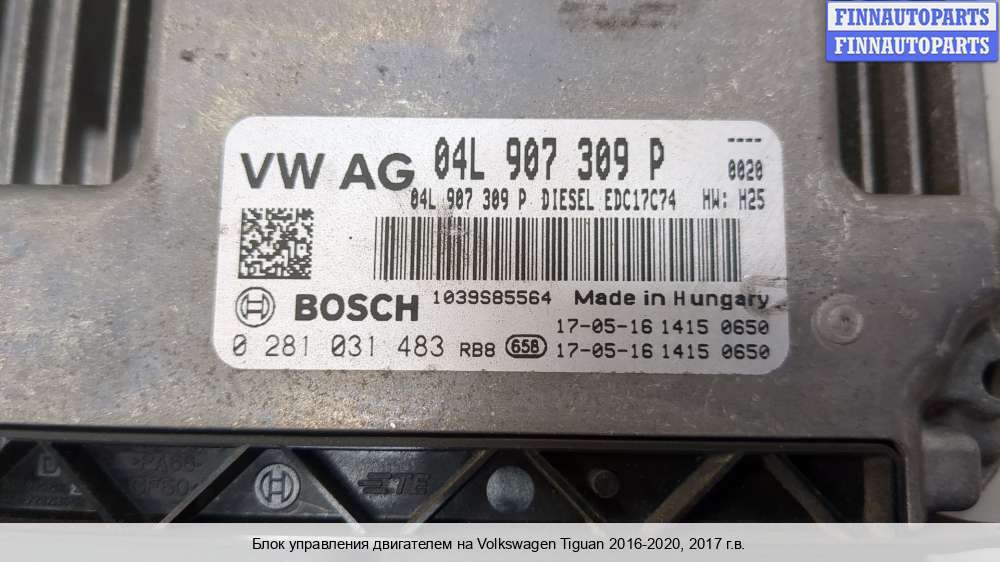 FINNAUTOPARTS
FINNAUTOPARTS
VW AG 04L 907 309 P ----
0020
04L 907 309 P DIESEL EDC17C74 HW: H25
BOSCH 1039S85564 Made in Hungary
17-05-16 1415 0650
0 281 031 483 RB8 658 17-05-16 1415 0650
Блок управления двигателем на Volkswagen Tiguan 2016-2020, 2017 г.в.